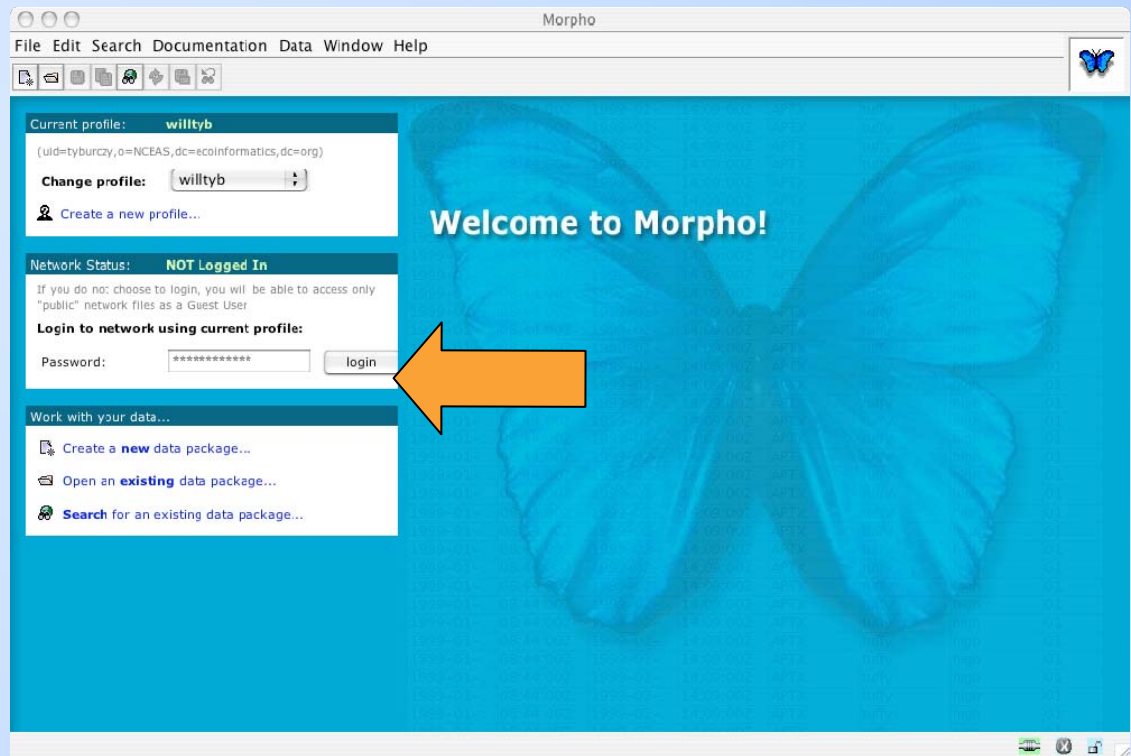 Morpho
File Edit Search Documentation Data Window Help
Current profile: willtyb
(uid=tyburczy,o=NCEAS,dc=ecoinformatics,dc=org)
Change profile: willtyb
Create a new profile...
Welcome to Morpho!
Network Status: NOT Logged In
If you do not choose to login, you will be able to access only
"public" network files as a Guest User
Login to network using current profile:
Password: ************ login
Work with your data...
Create a new data package...
Open an existing data package...
Search for an existing data package...